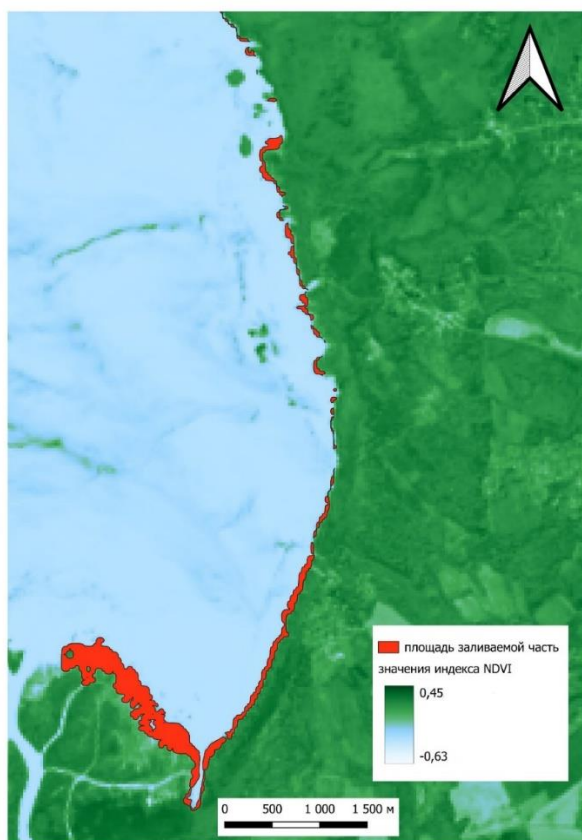 площадь заливаемой часть
значения индекса NDVI
0,45
-0,63
0 500 1 000 1 500 м